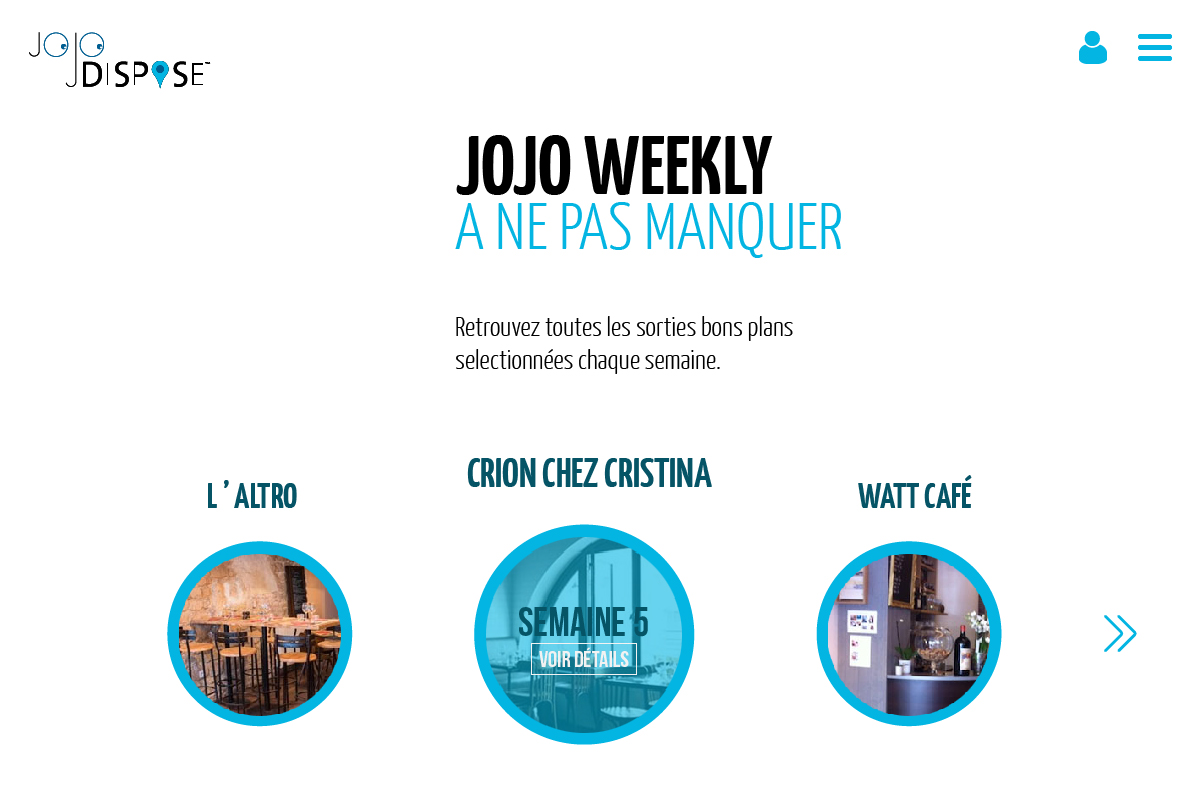 JOJO
DISPOSE™
JOJO WEEKLY
A NE PAS MANQUER
Retrouvez toutes les sorties bons plans
selectionnées chaque semaine.
L ’ ALTRO
CRION CHEZ CRISTINA
WATT CAFÉ
SEMAINE 5
VOIR DÉTAILS